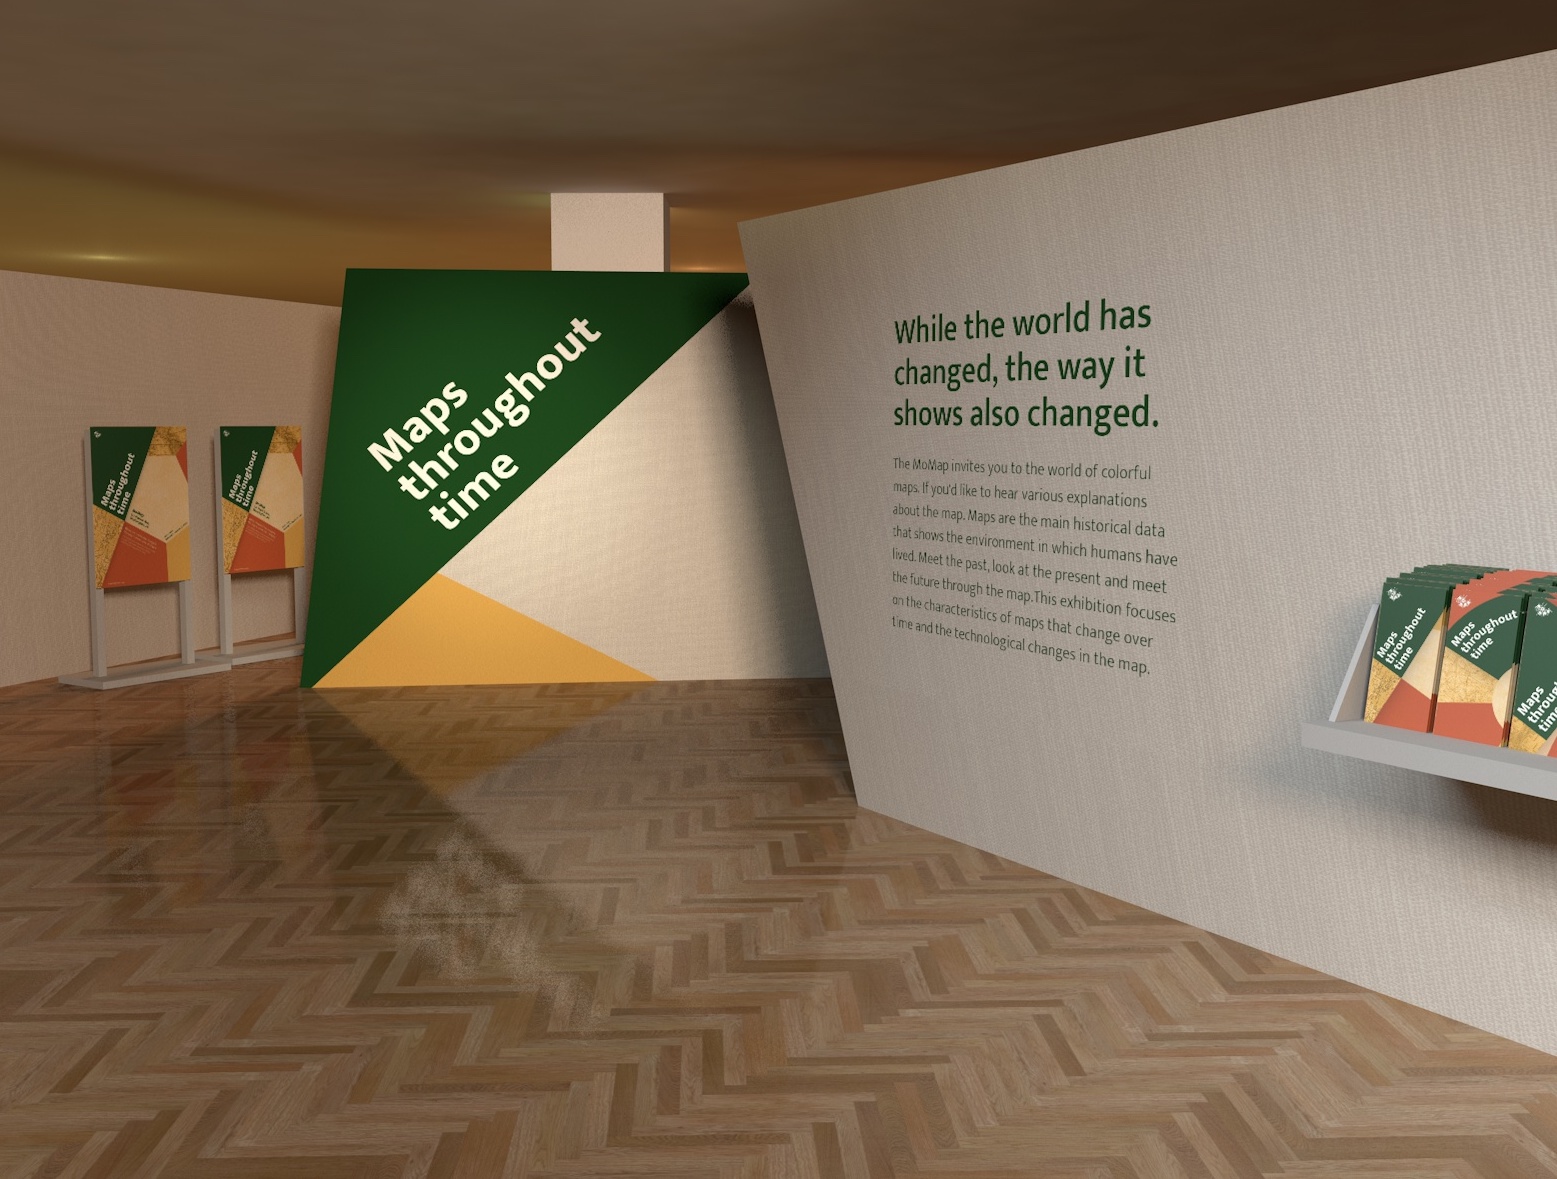 Maps
throughout
time
Maps
throughout
time
Maps
throughout
time
While the world has
changed, the way it
shows also changed.
The MoMap invites you to the world of colorful
maps. If you'd like to hear various explanations
about the map. Maps are the main historical data
that shows the environment in which humans have
lived. Meet the past, look at the present and meet
the future through the map.This exhibition focuses
on the characteristics of maps that change over
time and the technological changes in the map.
Maps
throughout
time
Maps
throughout
time
Maps